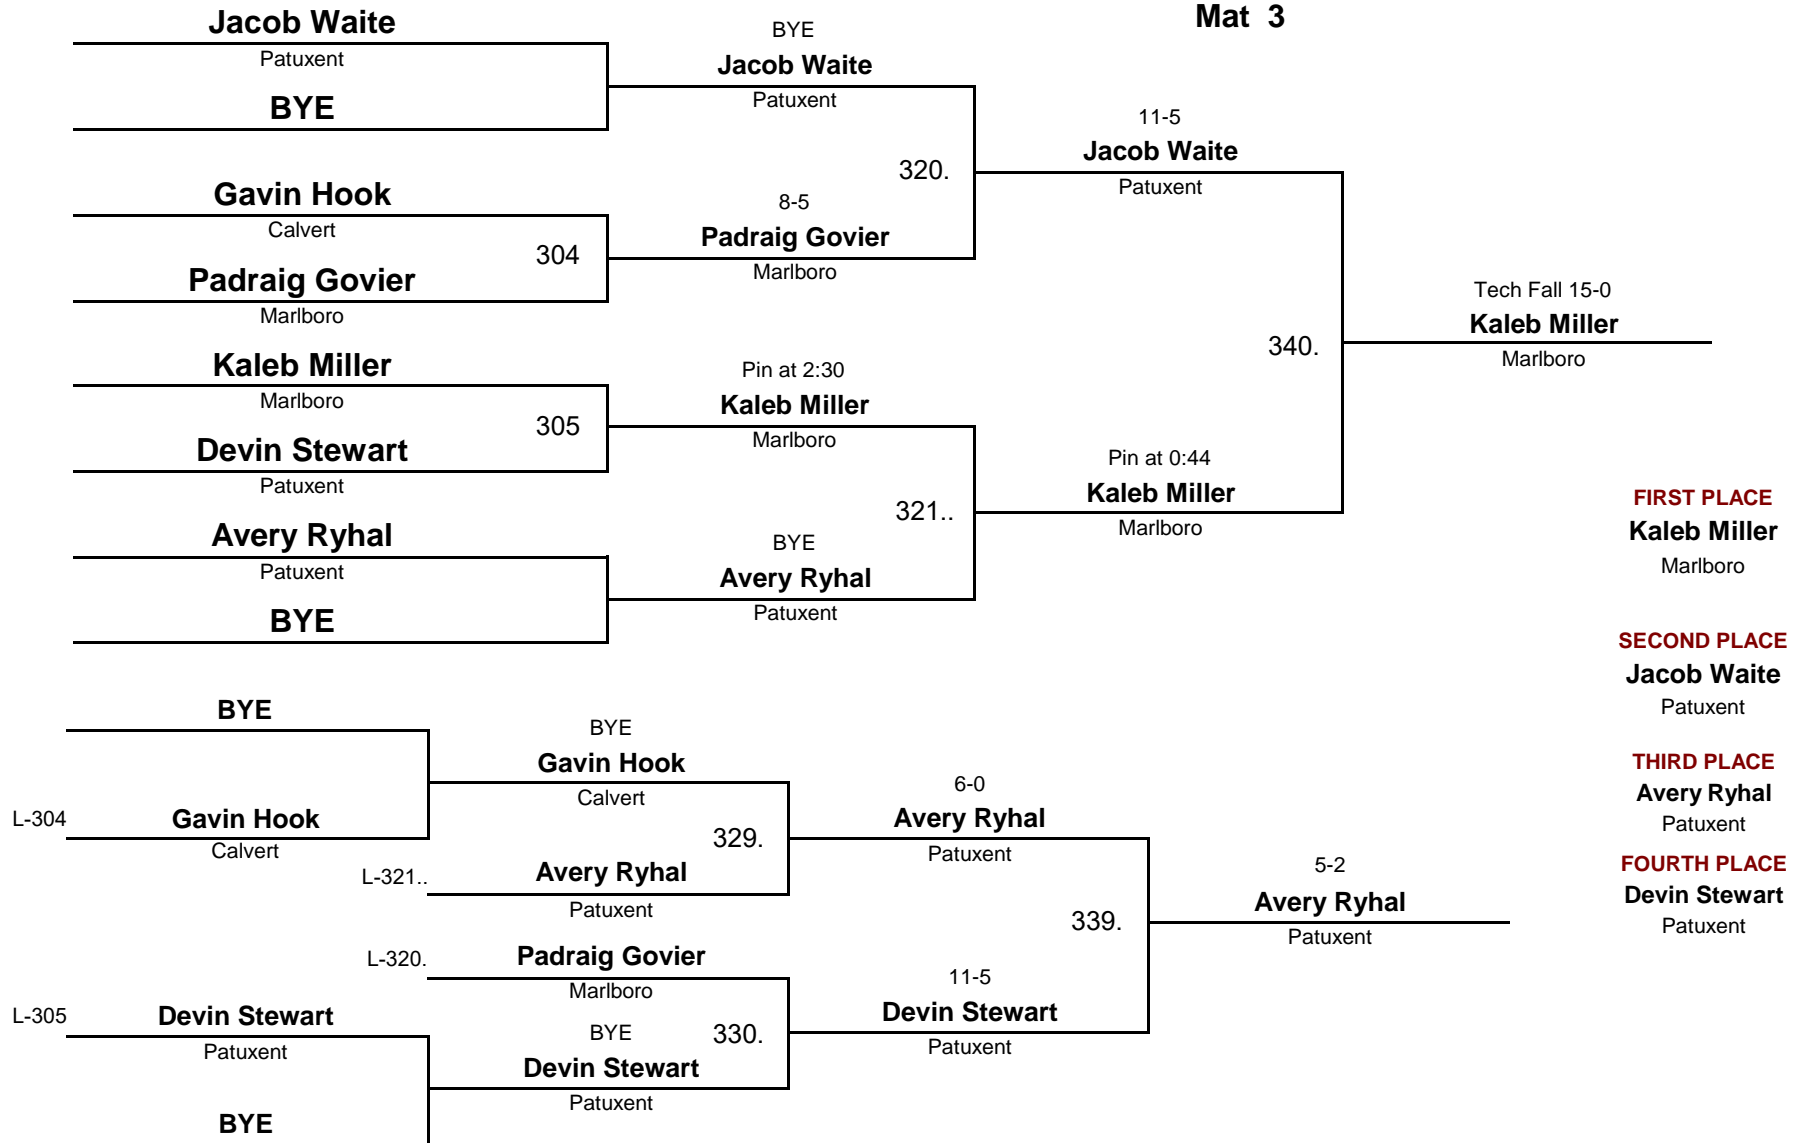 Mat 3
Jacob Waite
Patuxent
BYE
Gavin Hook
Calvert
304
Padraig Govier
Marlboro
Kaleb Miller
Marlboro
305
Devin Stewart
Patuxent
Avery Ryhal
Patuxent
BYE
BYE
Jacob Waite
Patuxent
320.
8-5
Padraig Govier
Marlboro
Pin at 2:30
Kaleb Miller
Marlboro
321..
BYE
Avery Ryhal
Patuxent
11-5
Jacob Waite
Patuxent
340.
Pin at 0:44
Kaleb Miller
Marlboro
Tech Fall 15-0
Kaleb Miller
Marlboro
FIRST PLACE
Kaleb Miller
Marlboro
SECOND PLACE
Jacob Waite
Patuxent
THIRD PLACE
Avery Ryhal
Patuxent
FOURTH PLACE
Devin Stewart
Patuxent
BYE
L-304
Gavin Hook
Calvert
L-305
Devin Stewart
Patuxent
BYE
BYE
Gavin Hook
Calvert
329.
L-321..
Avery Ryhal
Patuxent
L-320.
Padraig Govier
Marlboro
BYE
330.
Devin Stewart
Patuxent
6-0
Avery Ryhal
Patuxent
339.
11-5
Devin Stewart
Patuxent
5-2
Avery Ryhal
Patuxent